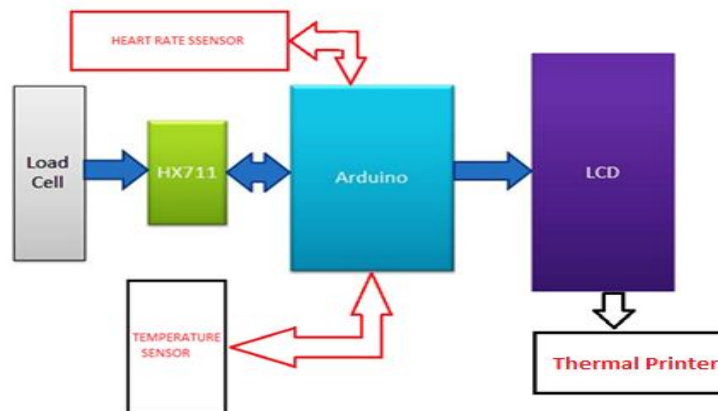 HEART RATE SSENSOR
Load
Cell
HX711
Arduino
LCD
TEMPERATURE
SENSOR
Thermal Printer